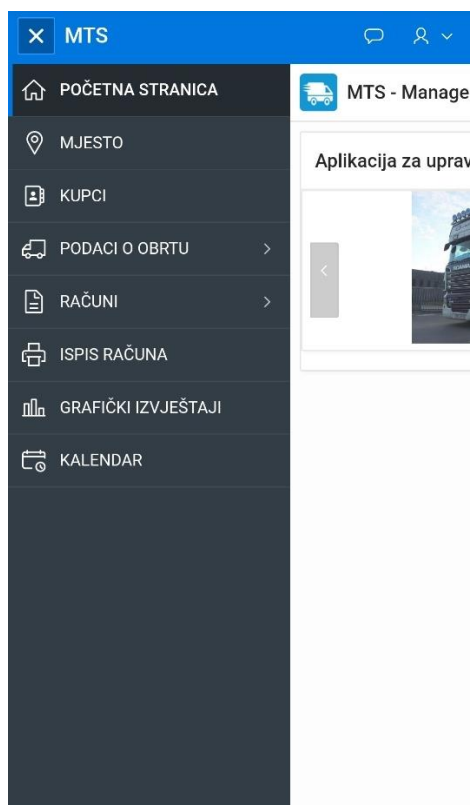 MTS
POČETNA STRANICA
MJESTO
KUPCI
PODACI O OBRTU
RAČUNI
ISPIS RAČUNA
GRAFIČKI IZVJEŠTAJI
KALENDAR
MTS - Manage
Aplikacija za uprav